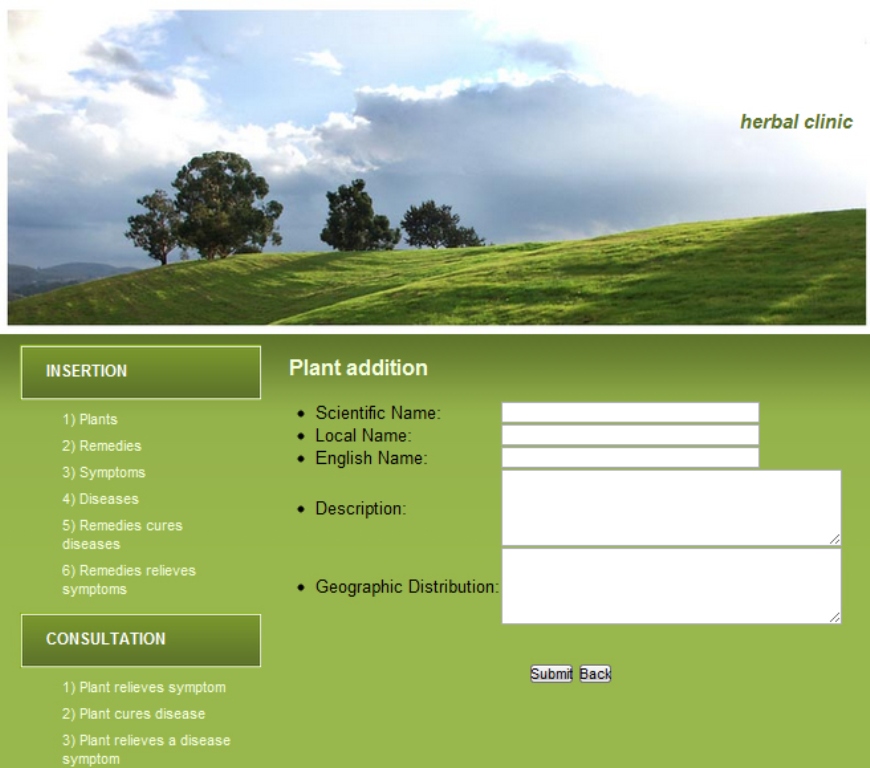 herbal clinic
INSERTION
1) Plants
2) Remedies
3) Symptoms
4) Diseases
5) Remedies cures
diseases
6) Remedies relieves
symptoms
CONSULTATION
1) Plant relieves symptom
2) Plant cures disease
3) Plant relieves a disease
symptom
Plant addition
Scientific Name:
Local Name:
English Name:
Description:
Geographic Distribution:
Submit Back